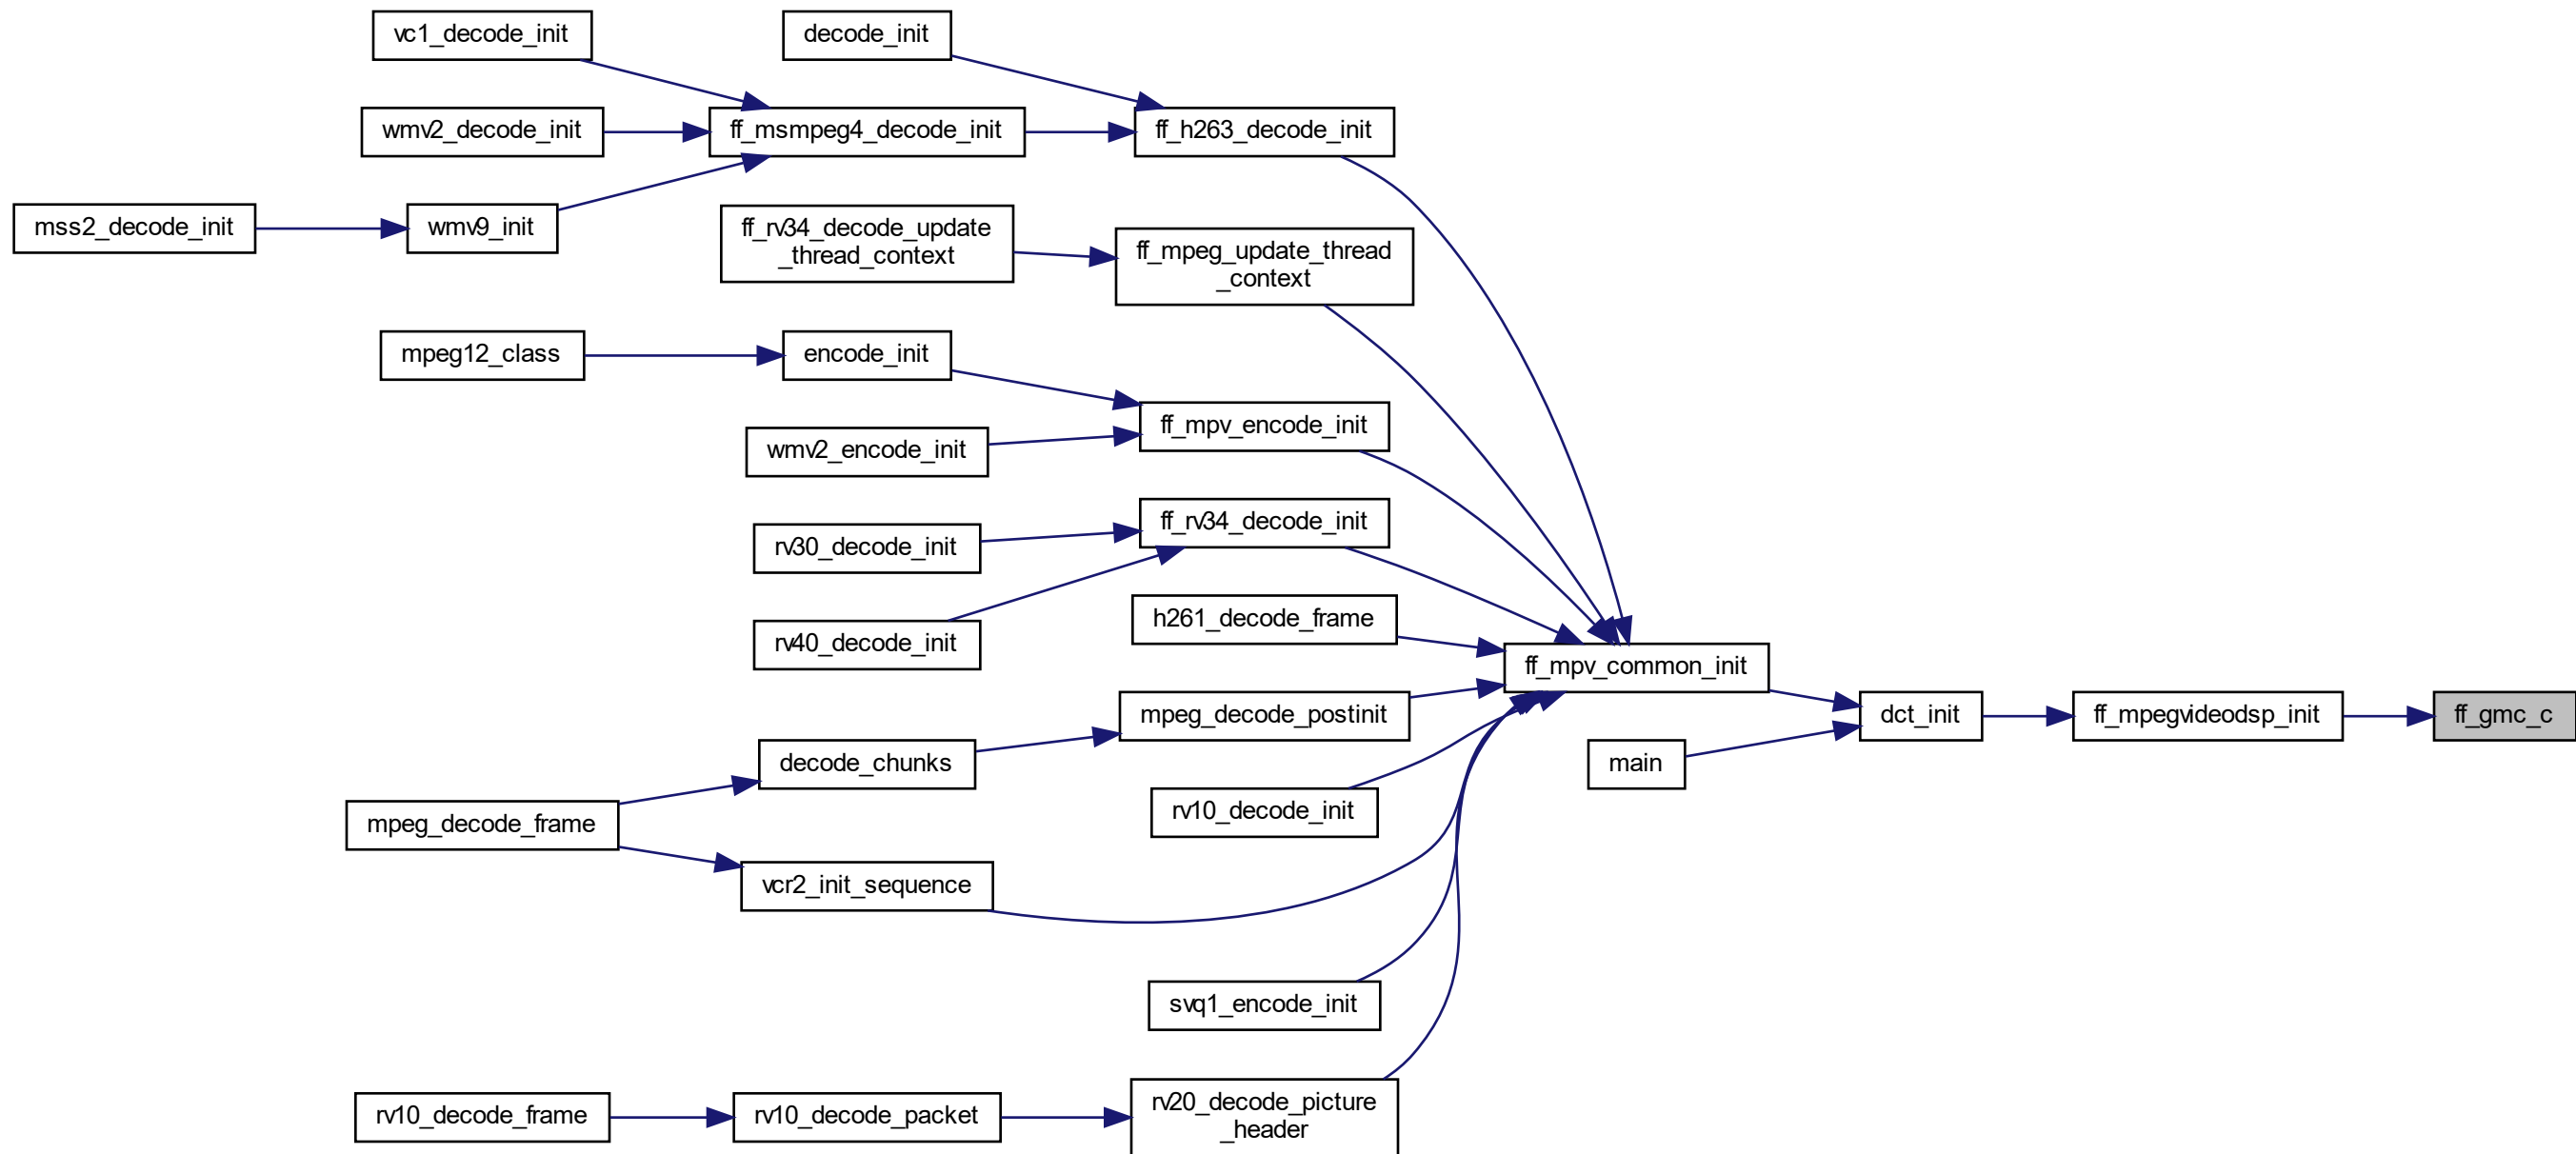 vc1_decode_init
decode_init
wmv2_decode_init
ff_msmpeg4_decode_init
ff_h263_decode_init
mss2_decode_init
wmv9_init
ff_rv34_decode_update
_thread_context
ff_mpeg_update_thread
_context
mpeg12_class
encode_init
ff_mpv_encode_init
wmv2_encode_init
ff_rv34_decode_init
rv30_decode_init
rv40_decode_init
h261_decode_frame
ff_mpv_common_init
mpeg_decode_postinit
dct_init
ff_mpegvideodsp_init
ff_gmc_c
decode_chunks
main
rv10_decode_init
mpeg_decode_frame
vcr2_init_sequence
svq1_encode_init
rv10_decode_frame
rv10_decode_packet
rv20_decode_picture
_header